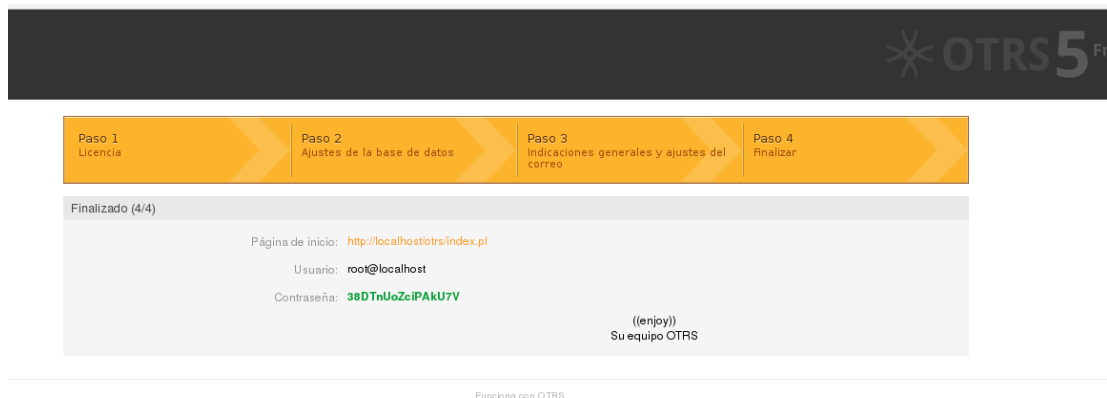 OTRS 5
Paso 1
Licencia
Paso 2
Ajustes de la base de datos
Paso 3
Indicaciones generales y ajustes del
correo
Paso 4
Finalizar
Finalizado (4/4)
Página de inicio: http://localhost/otrs/index.pl
Usuario: root@localhost
Contraseña: 38DTnUoZciPAkU7V
((enjoy))
Su equipo OTRS
Funciona con OTRS